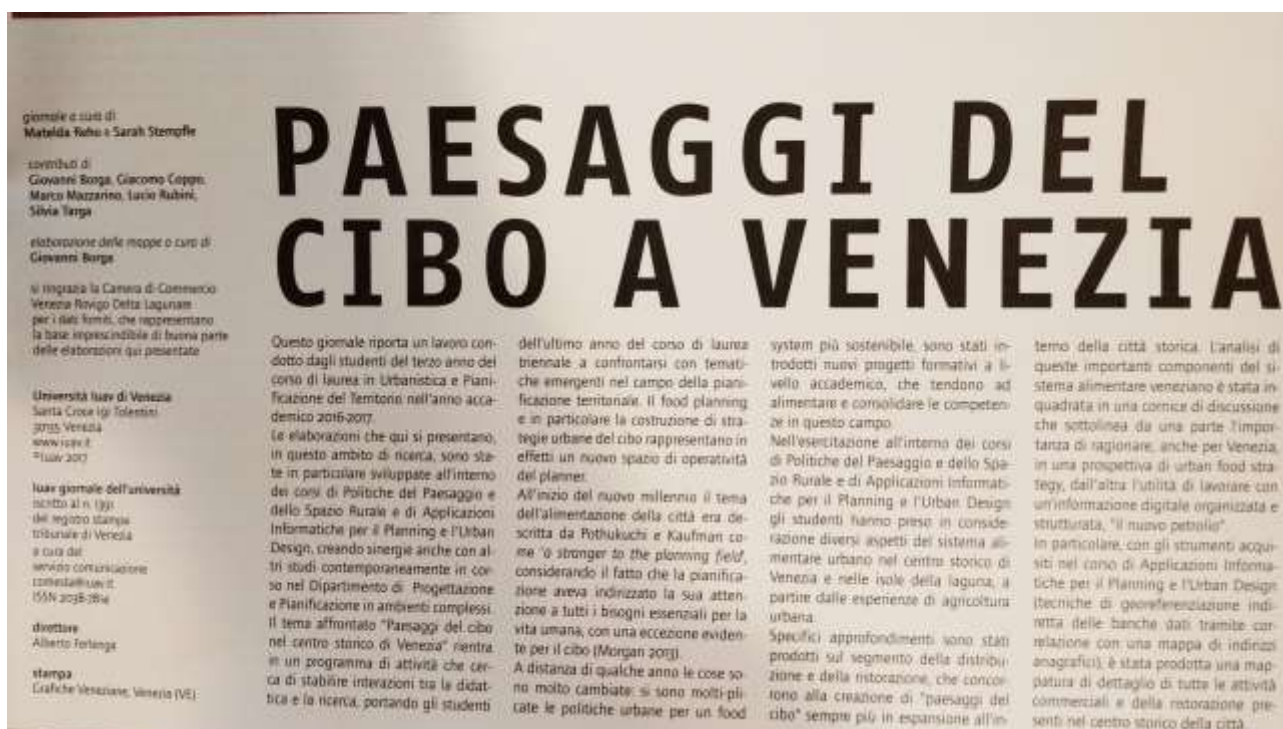 giornale a cura di
Matelda Reho e Sarah Stempfle
contributi di
Giovanni Borga, Giacomo Coppo,
Marco Mazzarino, Lucio Rubini,
Silvia Targa
elaborazione delle mappe a cura di
Giovanni Borga
si ringrazia la Camera di Commercio
Venezia Rovigo Delta Lagunare
per i dati forniti, che rappresentano
la base imprescindibile di buona parte
delle elaborazioni qui presentate
Università Iuav di Venezia
Santa Croce 191 Tolentini
30135 Venezia
www.iuav.it
©Iuav 2017
Iuav giornale dell'università
iscritto al n. 1391
del registro stampa
tribunale di Venezia
a cura del
servizio comunicazione
comesta@iuav.it
ISSN 2038-7814
direttore
Alberto Ferlenga
stampa
Grafiche Veneziane, Venezia (VE)
PAESAGGI DEL
CIBO A VENEZIA
Questo giornale riporta un lavoro con-
dotto dagli studenti del terzo anno del
corso di laurea in Urbanistica e Piani-
ficazione del Territorio nell'anno acca-
demico 2016-2017.
Le elaborazioni che qui si presentano,
in questo ambito di ricerca, sono sta-
te in particolare sviluppate all'interno
dei corsi di Politiche del Paesaggio e
dello Spazio Rurale e di Applicazioni
Informatiche per il Planning e l'Urban
Design, creando sinergie anche con al-
tri studi contemporaneamente in cor-
so nel Dipartimento di Progettazione
e Pianificazione in ambienti complessi.
Il tema affrontato "Paesaggi del cibo
nel centro storico di Venezia" rientra
in un programma di attività che cer-
ca di stabilire interazioni tra la didat-
tica e la ricerca, portando gli studenti
dell'ultimo anno del corso di laurea
triennale a confrontarsi con temati-
che emergenti nel campo della piani-
ficazione territoriale. Il food planning
e in particolare la costruzione di stra-
tegie urbane del cibo rappresentano in
effetti un nuovo spazio di operatività
del planner.
All'inizio del nuovo millennio il tema
dell'alimentazione della città era de-
scritta da Pothukuchi e Kaufman co-
me 'a stranger to the planning field',
considerando il fatto che la pianifica-
zione aveva indirizzato la sua atten-
zione a tutti i bisogni essenziali per la
vita umana, con una eccezione eviden-
te per il cibo (Morgan 2013).
A distanza di qualche anno le cose so-
no molto cambiate: si sono molti-pli-
cate le politiche urbane per un food
system più sostenibile, sono stati in-
trodotti nuovi progetti formativi a li-
vello accademico, che tendono ad
alimentare e consolidare le competen-
ze in questo campo.
Nell'esercitazione all'interno dei corsi
di Politiche del Paesaggio e dello Spa-
zio Rurale e di Applicazioni Informati-
che per il Planning e l'Urban Design
gli studenti hanno preso in conside-
razione diversi aspetti del sistema ali-
mentare urbano nel centro storico di
Venezia e nelle isole della laguna, a
partire dalle esperienze di agricoltura
urbana.
Specifici approfondimenti sono stati
prodotti sul segmento della distribu-
zione e della ristorazione, che concor-
rono alla creazione di "paesaggi del
cibo" sempre più in espansione all'in-
terno della città storica. L'analisi di
queste importanti componenti del si-
stema alimentare veneziano è stata in-
quadrata in una cornice di discussione
che sottolinea da una parte l'impor-
tanza di ragionare, anche per Venezia,
in una prospettiva di urban food stra-
tegy, dall'altra l'utilità di lavorare con
un'informazione digitale organizzata e
strutturata, "il nuovo petrolio".
In particolare, con gli strumenti acqui-
siti nel corso di Applicazioni Informa-
tiche per il Planning e l'Urban Design
(tecniche di georeferenziazione indi-
retta delle banche dati tramite cor-
relazione con una mappa di indirizzi
anagrafici), è stata prodotta una map-
patura di dettaglio di tutte le attività
commerciali e della ristorazione pre-
senti nel centro storico della città.